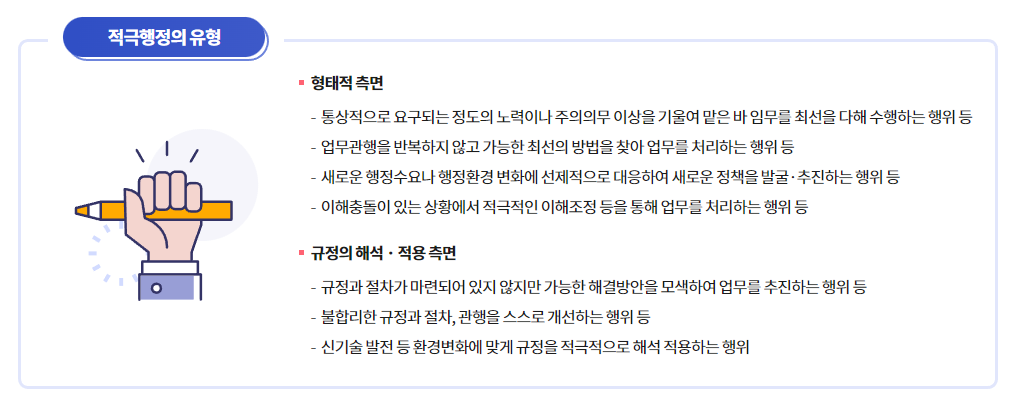 적극행정의 유형
형태적 측면
- 통상적으로 요구되는 정도의 노력이나 주의의무 이상을 기울여 맡은 바 임무를 최선을 다해 수행하는 행위 등
- 업무관행을 반복하지 않고 가능한 최선의 방법을 찾아 업무를 처리하는 행위 등
- 새로운 행정수요나 행정환경 변화에 선제적으로 대응하여 새로운 정책을 발굴·추진하는 행위 등
- 이해충돌이 있는 상황에서 적극적인 이해조정 등을 통해 업무를 처리하는 행위 등
규정의 해석·적용 측면
- 규정과 절차가 마련되어 있지 않지만 가능한 해결방안을 모색하여 업무를 추진하는 행위 등
- 불합리한 규정과 절차, 관행을 스스로 개선하는 행위 등
- 신기술 발전 등 환경변화에 맞게 규정을 적극적으로 해석 적용하는 행위